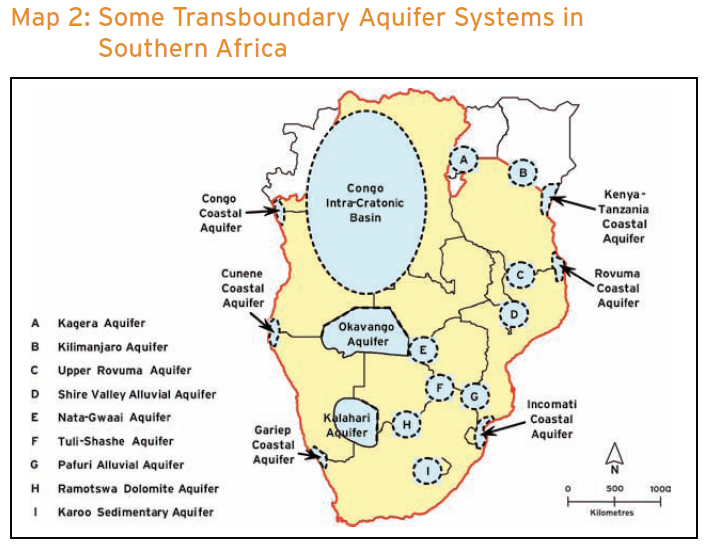 Map 2: Some Transboundary Aquifer Systems in
Southern Africa
A
B
Congo
Intra-Cratonic
Basin
Congo
Coastal
Aquifer
Kenya-
Tanzania
Coastal
Aquifer
Cunene
Coastal
Aquifer
C
Rovuma
Coastal
Aquifer
D
Okavango
Aquifer
E
F
G
Kalahari
Aquifer
H
Incomati
Coastal
Aquifer
Gariep
Coastal
Aquifer
I
A Kagera Aquifer
B Kilimanjaro Aquifer
C Upper Rovuma Aquifer
D Shire Valley Alluvial Aquifer
E Nata-Gwaai Aquifer
F Tuli-Shashe Aquifer
G Pafuri Alluvial Aquifer
H Ramotswa Dolomite Aquifer
I Karoo Sedimentary Aquifer
N
0 500 1000
Kilometres